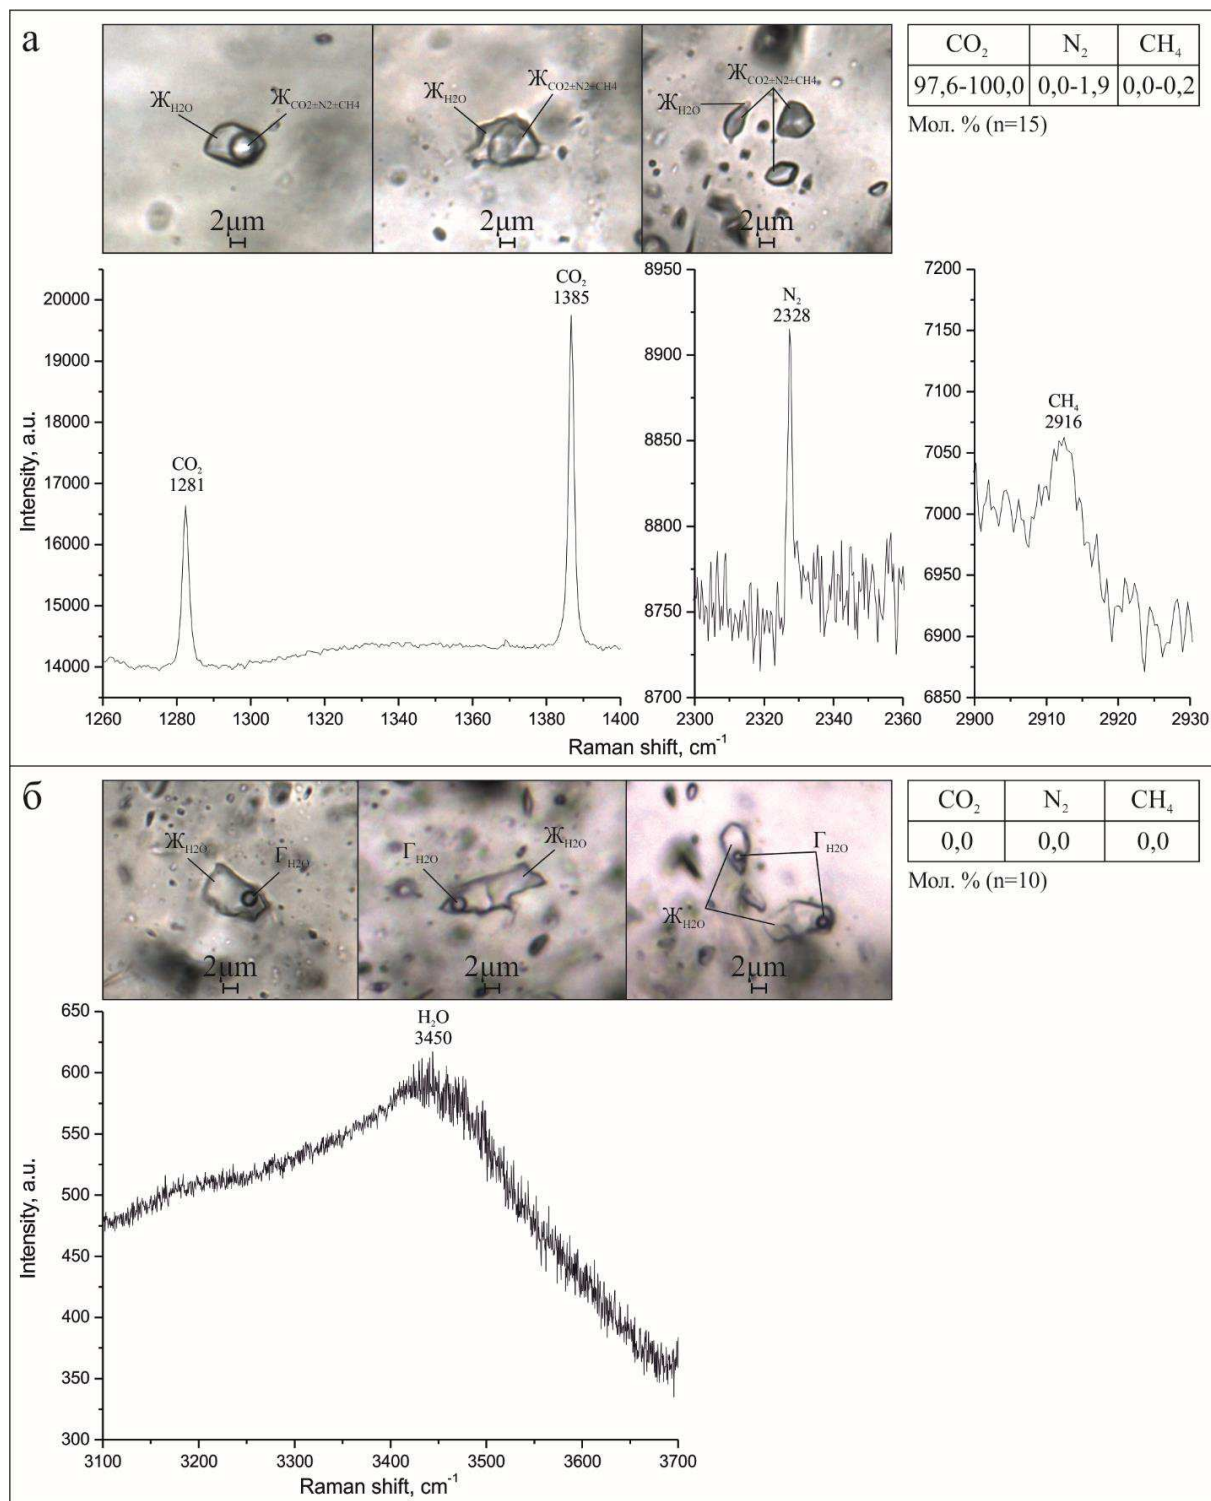 а
Ж H2O
Ж CO2±N2±CH4
2μm
Ж H2O
Ж CO2±N2±CH4
2μm
Ж CO2±N2±CH4
Ж H2O
2μm
CO₂ N₂ CH₄
97,6-100,0 0,0-1,9 0,0-0,2
Мол. % (n=15)
Intensity, a.u.
20000
19000
18000
17000
16000
15000
14000
CO₂
1281
CO₂
1385
1260 1280 1300 1320 1340 1360 1380 1400
8950
8900
8850
8800
8750
8700
N₂
2328
2300 2320 2340 2360
7200
7150
7100
7050
7000
6950
6900
6850
CH₄
2916
2900 2910 2920 2930
Raman shift, cm⁻¹
б
Ж H2O
Г H2O
2μm
Г H2O
Ж H2O
2μm
Г H2O
Ж H2O
2μm
CO₂ N₂ CH₄
0,0 0,0 0,0
Мол. % (n=10)
Intensity, a.u.
650
600
550
500
450
400
350
300
H₂O
3450
3100 3200 3300 3400 3500 3600 3700
Raman shift, cm⁻¹